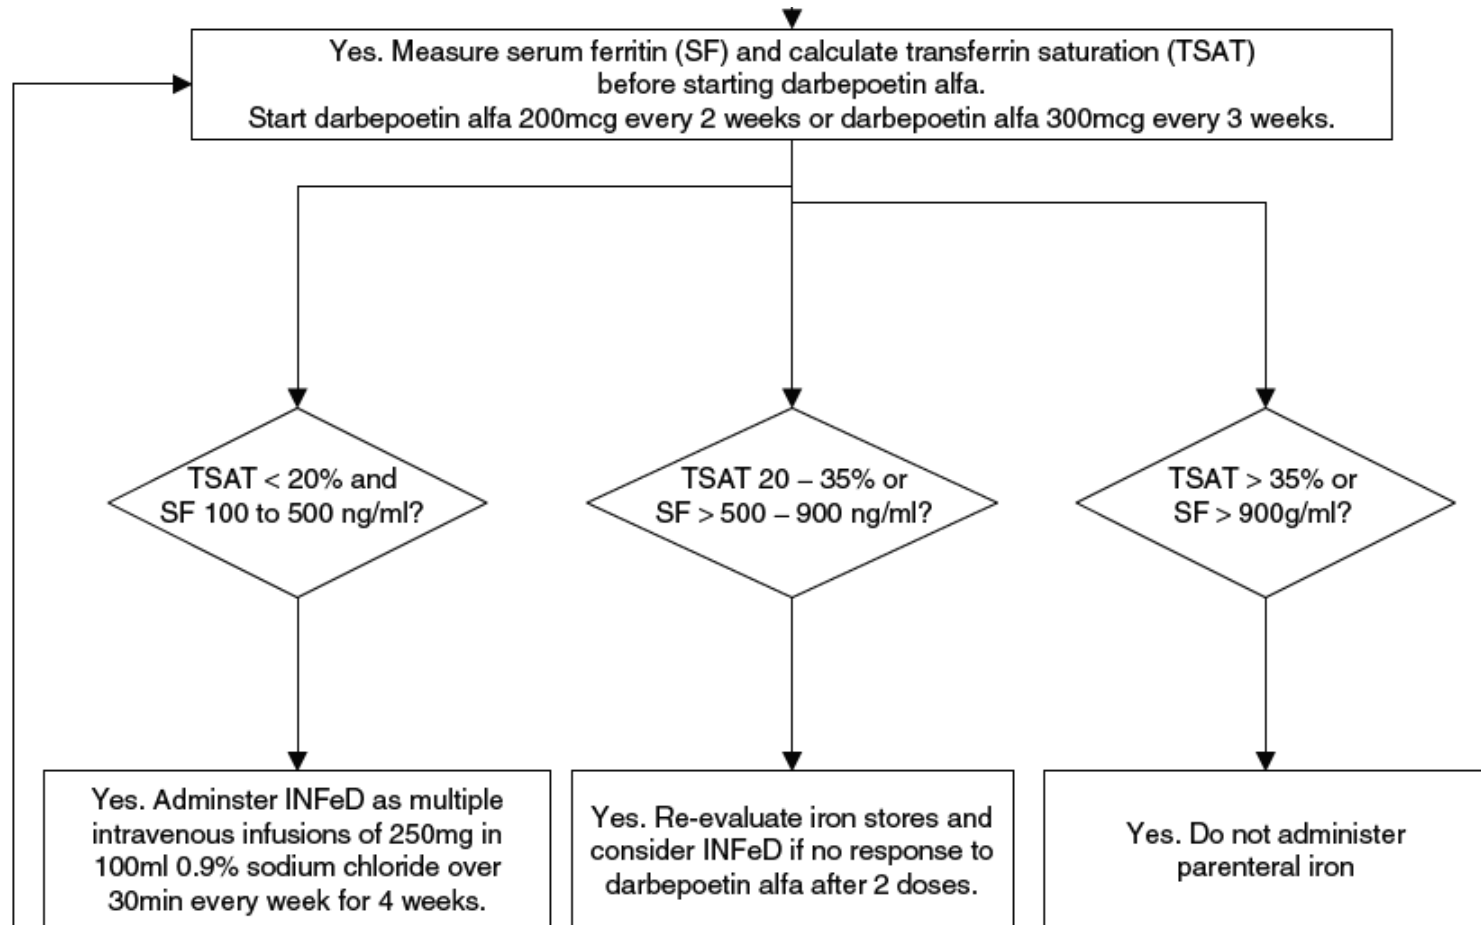 Yes. Measure serum ferritin (SF) and calculate transferrin saturation (TSAT)
before starting darbepoetin alfa.
Start darbepoetin alfa 200mcg every 2 weeks or darbepoetin alfa 300mcg every 3 weeks.
TSAT < 20% and
SF 100 to 500 ng/ml?
TSAT 20 – 35% or
SF > 500 – 900 ng/ml?
TSAT > 35% or
SF > 900g/ml?
Yes. Adminster INFeD as multiple
intravenous infusions of 250mg in
100ml 0.9% sodium chloride over
30min every week for 4 weeks.
Yes. Re-evaluate iron stores and
consider INFeD if no response to
darbepoetin alfa after 2 doses.
Yes. Do not administer
parenteral iron